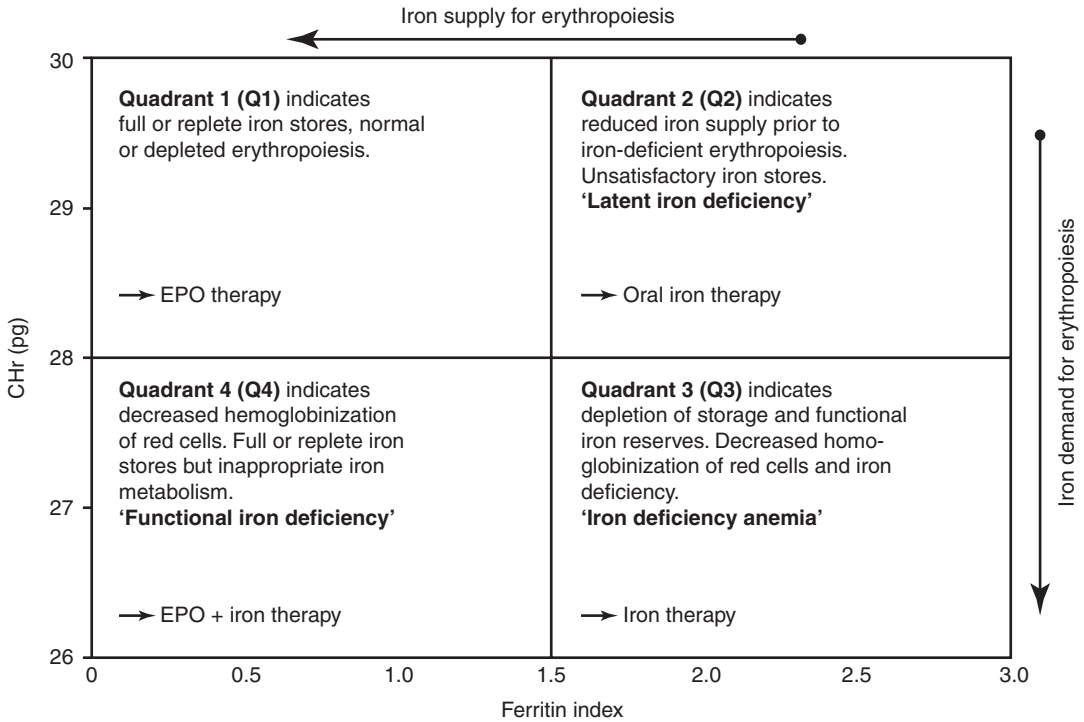 Iron supply for erythropoiesis
30
29
28
27
26
CHr (pg)
Quadrant 1 (Q1) indicates
full or replete iron stores, normal
or depleted erythropoiesis.
→ EPO therapy
Quadrant 2 (Q2) indicates
reduced iron supply prior to
iron-deficient erythropoiesis.
Unsatisfactory iron stores.
‘Latent iron deficiency’
→ Oral iron therapy
Quadrant 4 (Q4) indicates
decreased hemoglobinization
of red cells. Full or replete iron
stores but inappropriate iron
metabolism.
‘Functional iron deficiency’
→ EPO + iron therapy
Quadrant 3 (Q3) indicates
depletion of storage and functional
iron reserves. Decreased homo-
globinization of red cells and iron
deficiency.
‘Iron deficiency anemia’
→ Iron therapy
Iron demand for erythropoiesis
0 0.5 1.0 1.5 2.0 2.5 3.0
Ferritin index